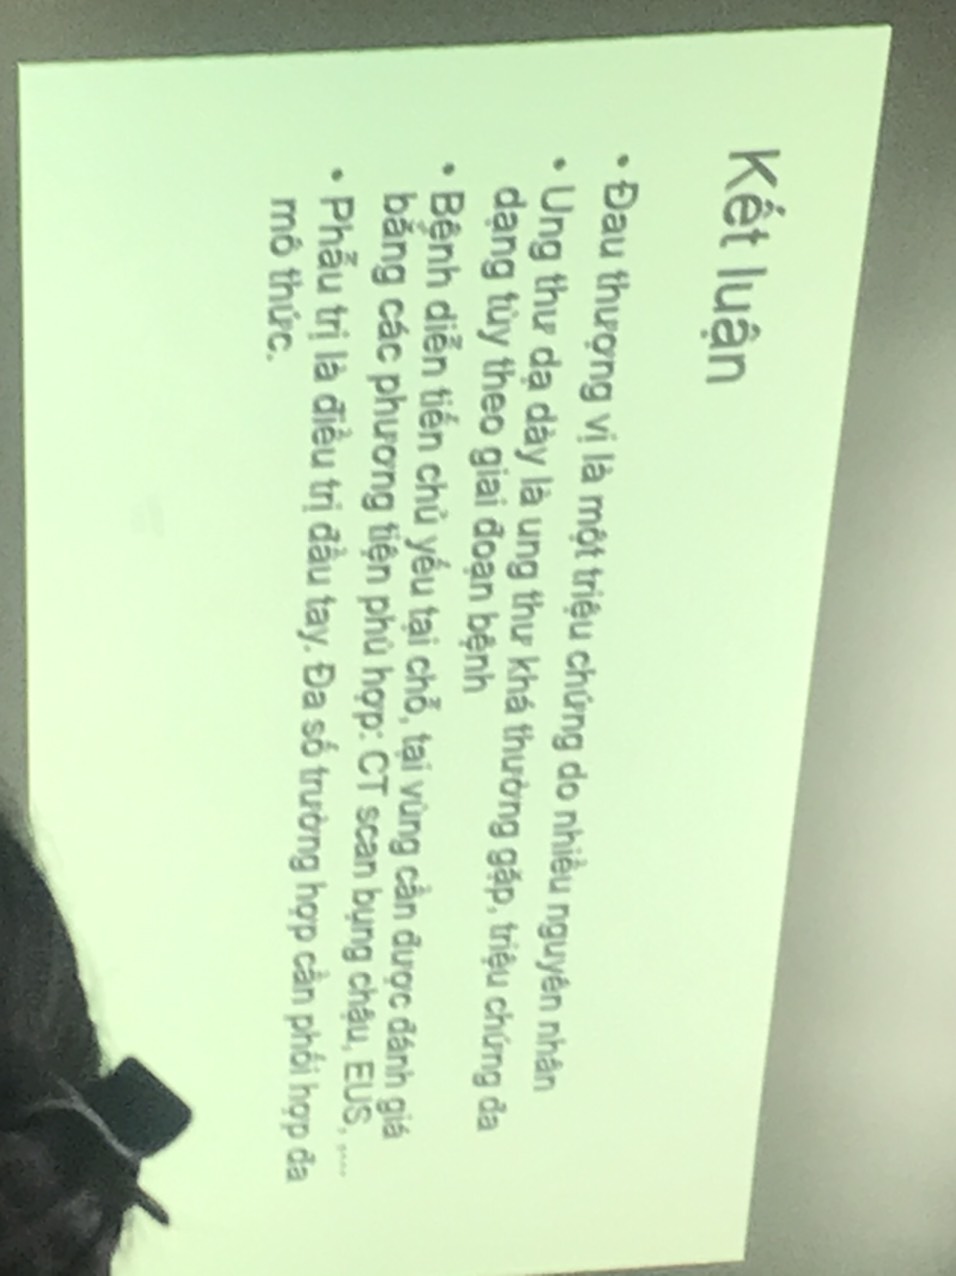 Kết luận
• Đau thượng vị là một triệu chứng do nhiều nguyên nhân
• Ung thư dạ dày là ung thư khá thường gặp, triệu chứng đa
dạng tùy theo giai đoạn bệnh
• Bệnh diễn tiến chủ yếu tại chỗ, tại vùng cần được đánh giá
bằng các phương tiện phù hợp: CT scan bụng chậu, EUS, ....
• Phẫu trị là điều trị đầu tay. Đa số trường hợp cần phối hợp đa
mô thức.